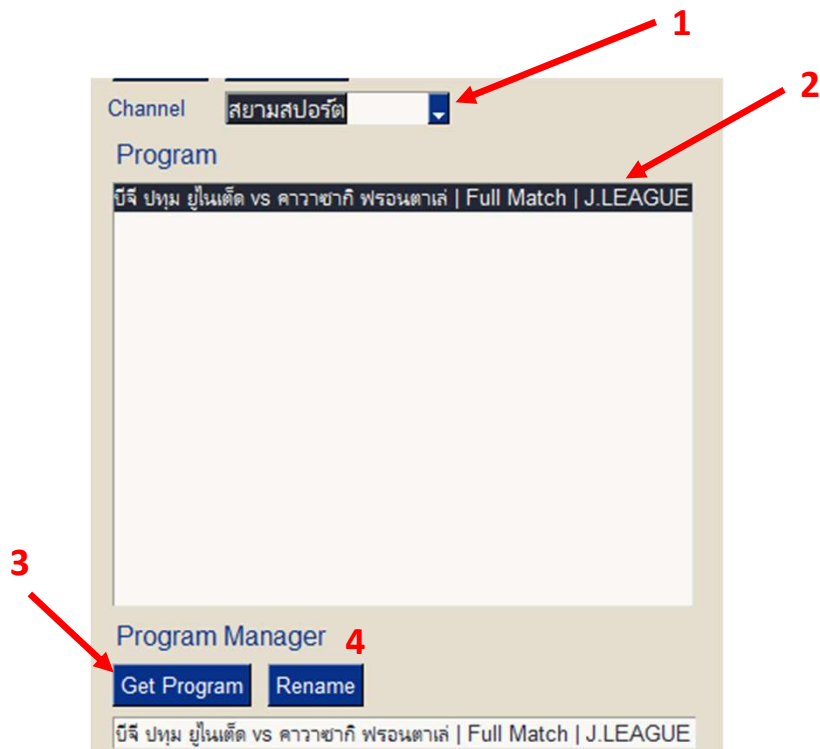 1
2
Channel สยามสปอร์ต
Program
บีจี ปทุม ยูไนเต็ด vs คาวาซากิ ฟรอนตาเล่ | Full Match | J.LEAGUE
3
Program Manager 4
Get Program Rename
บีจี ปทุม ยูไนเต็ด vs คาวาซากิ ฟรอนตาเล่ | Full Match | J.LEAGUE